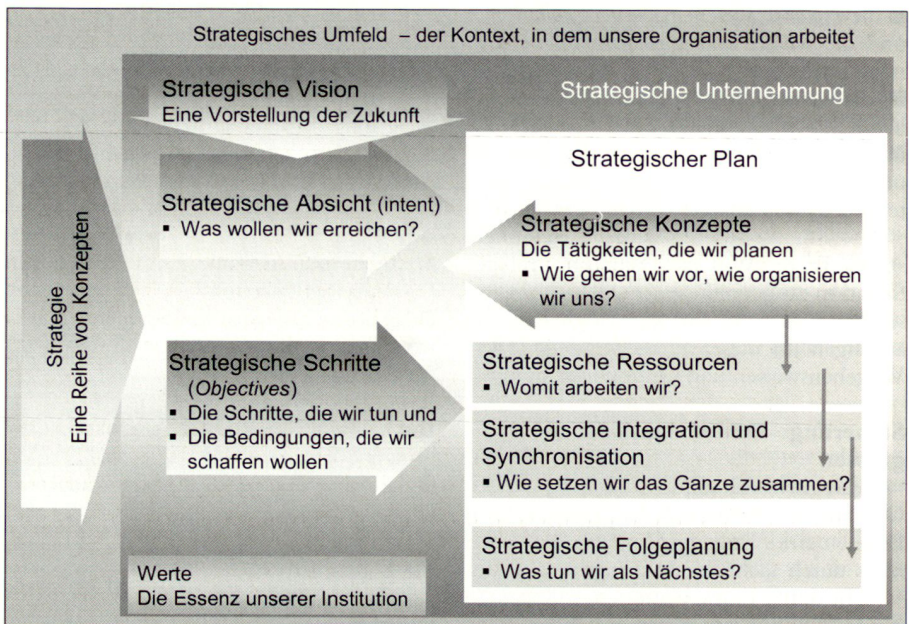 Strategisches Umfeld – der Kontext, in dem unsere Organisation arbeitet
Strategie
Eine Reihe von Konzepten
Strategische Vision
Eine Vorstellung der Zukunft
Strategische Unternehmung
Strategische Absicht (intent)
▪ Was wollen wir erreichen?
Strategische Schritte
(Objectives)
▪ Die Schritte, die wir tun und
▪ Die Bedingungen, die wir
schaffen wollen
Werte
Die Essenz unserer Institution
Strategischer Plan
Strategische Konzepte
Die Tätigkeiten, die wir planen
▪ Wie gehen wir vor, wie organisieren
wir uns?
Strategische Ressourcen
▪ Womit arbeiten wir?
Strategische Integration und
Synchronisation
▪ Wie setzen wir das Ganze zusammen?
Strategische Folgeplanung
▪ Was tun wir als Nächstes?